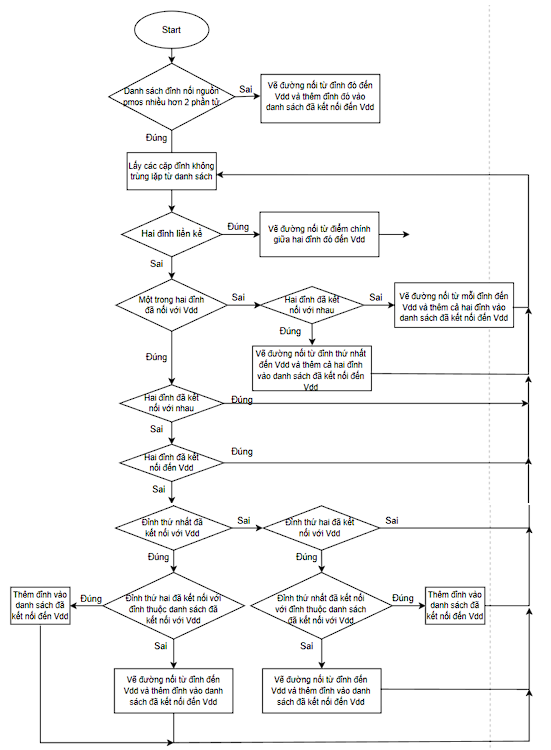 Start
Danh sách đỉnh nối nguồn
pmos nhiều hơn 2 phần tử
Sai
Vẽ đường nối từ đỉnh đó đến
Vdd và thêm đỉnh đó vào
danh sách đã kết nối đến Vdd
Đúng
Lấy các cặp đỉnh không
trùng lặp từ danh sách
Hai đỉnh liền kề
Đúng
Vẽ đường nối từ điểm chính
giữa hai đỉnh đó đến Vdd
Sai
Một trong hai đỉnh
đã nối với Vdd
Sai
Hai đỉnh đã kết
nối với nhau
Sai
Vẽ đường nối từ mỗi đỉnh đến
Vdd và thêm cả hai đỉnh vào
danh sách đã kết nối đến Vdd
Đúng
Vẽ đường nối từ đỉnh thứ nhất
đến Vdd và thêm cả hai đỉnh
vào danh sách đã kết nối đến
Vdd
Đúng
Hai đỉnh đã kết
nối với nhau
Đúng
Sai
Hai đỉnh đã kết
nối đến Vdd
Đúng
Sai
Đỉnh thứ nhất đã
kết nối với Vdd
Sai
Đỉnh thứ hai đã kết
nối với Vdd
Sai
Đúng
Đúng
Thêm đỉnh vào
danh sách đã
kết nối đến Vdd
Đúng
Đỉnh thứ hai đã kết nối với
đỉnh thuộc danh sách đã
kết nối với Vdd
Đỉnh thứ nhất đã kết nối
với đỉnh thuộc danh sách
đã kết nối với Vdd
Đúng
Thêm đỉnh vào
danh sách đã
kết nối đến Vdd
Sai
Sai
Vẽ đường nối từ đỉnh đến
Vdd và thêm đỉnh vào danh
sách đã kết nối đến Vdd
Vẽ đường nối từ đỉnh đến
Vdd và thêm đỉnh vào danh
sách đã kết nối đến Vdd